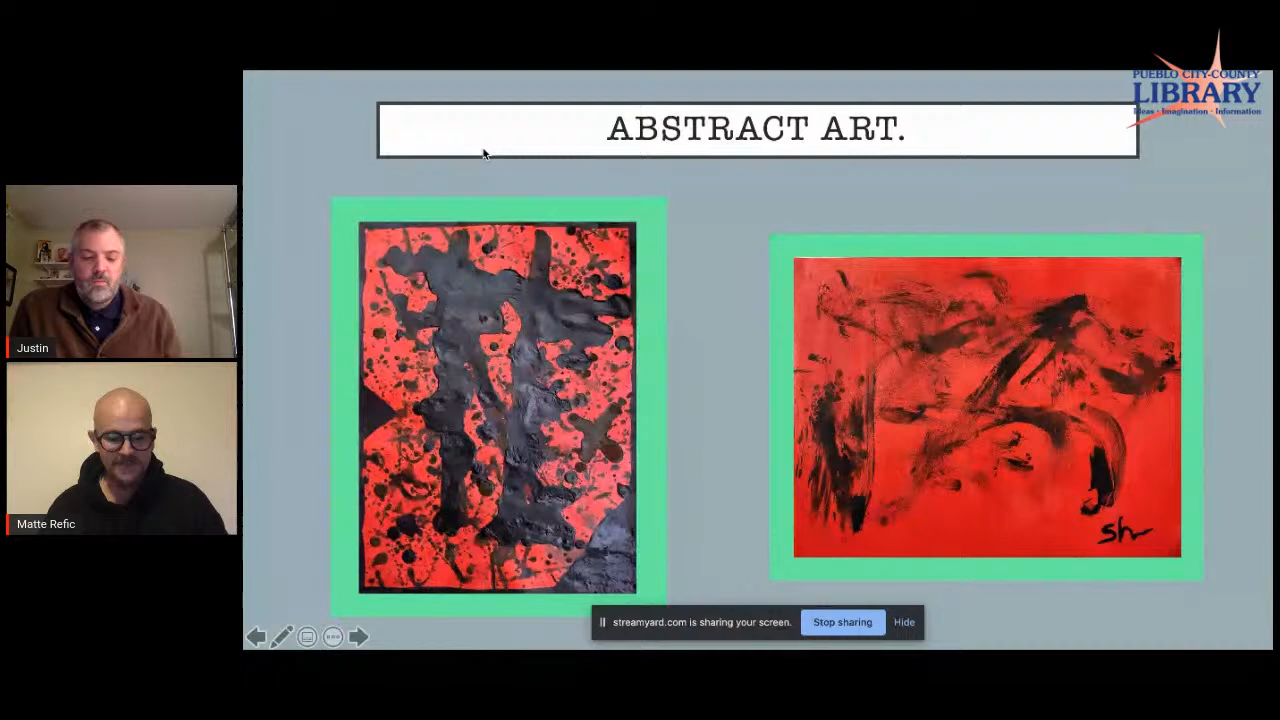 PUEBLO CITY-COUNTY
LIBRARY
Ideas · Imagination · Information
ABSTRACT ART.
Justin
Matte Refic
sh
streamyard.com is sharing your screen.
Stop sharing
Hide